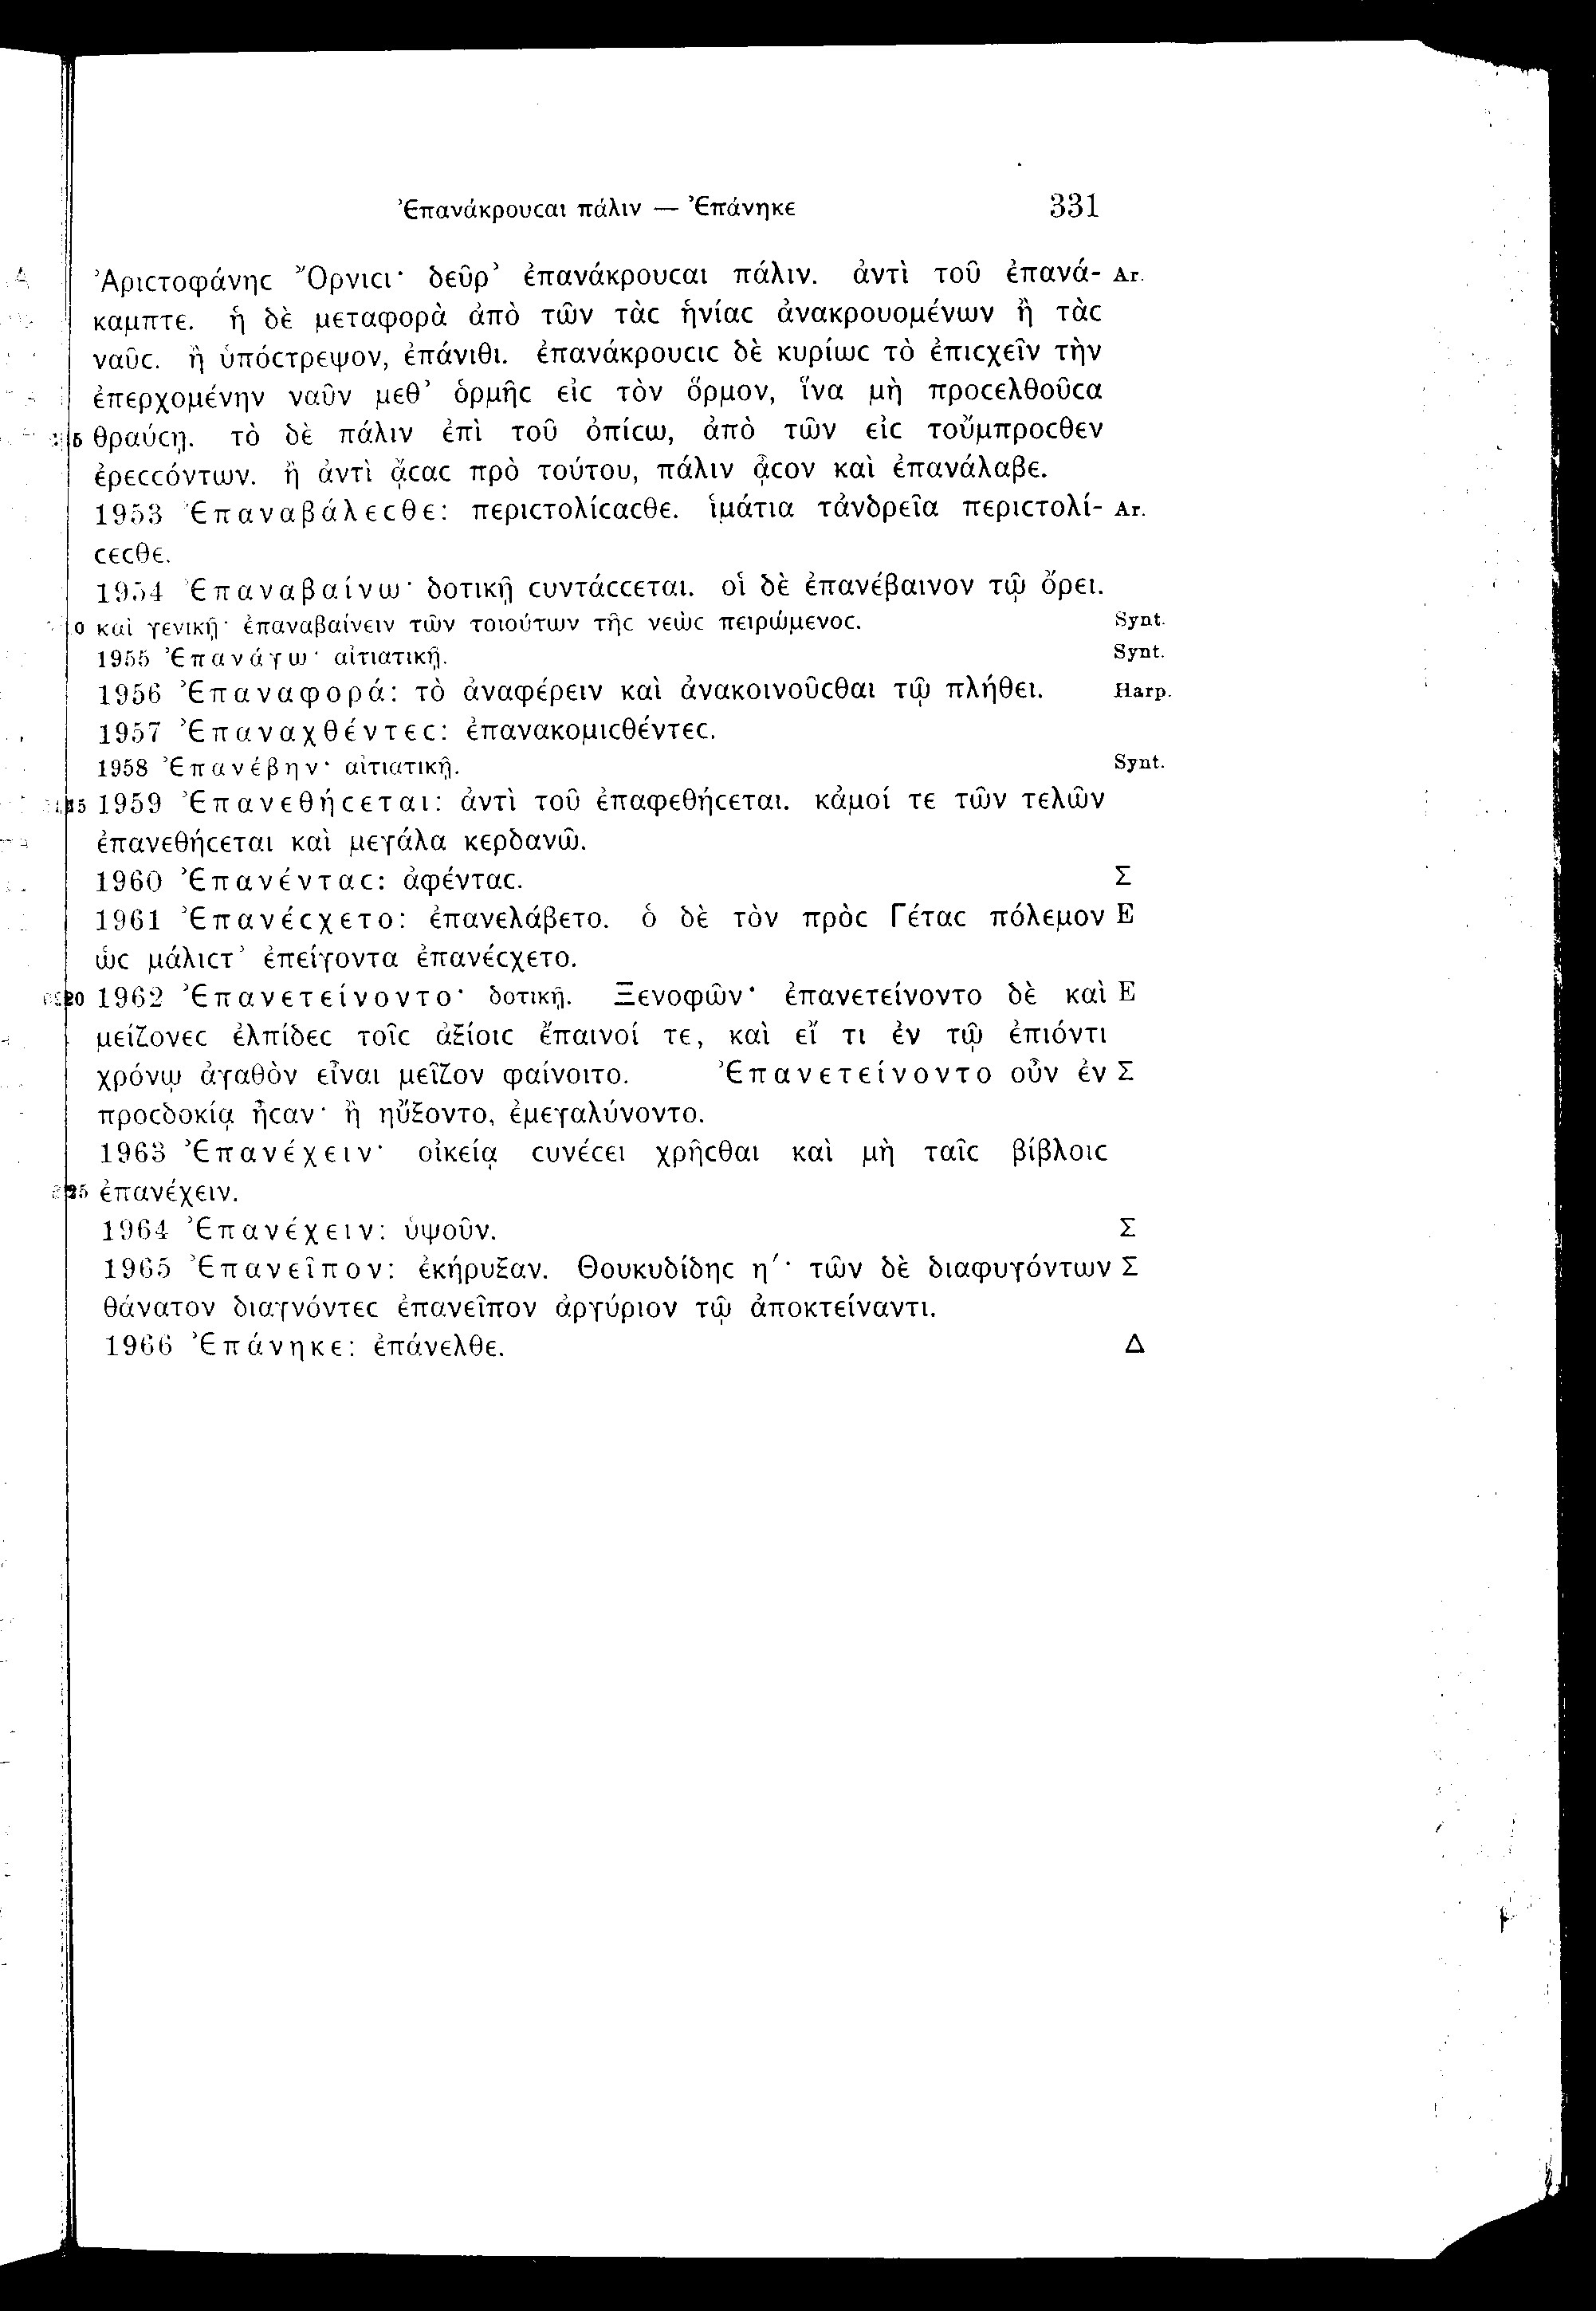 Ἐπανάκρουϲαι πάλιν — Ἐπάνηκε 331
Ἀριϲτοφάνηϲ Ὄρνιϲι· δεῦρ’ ἐπανάκρουϲαι πάλιν. ἀντὶ τοῦ ἐπανά- Ar.
καμπτε. ἡ δὲ μεταφορὰ ἀπὸ τῶν τὰϲ ἡνίαϲ ἀνακρουομένων ἢ τὰϲ
ναῦϲ. ἢ ὑπόϲτρεψον, ἐπάνιθι. ἐπανάκρουϲιϲ δὲ κυρίωϲ τὸ ἐπιϲχεῖν τὴν
ἐπερχομένην ναῦν μεθ’ ὁρμῆϲ εἰϲ τὸν ὅρμον, ἵνα μὴ προϲελθοῦϲα
5 θραύϲῃ. τὸ δὲ πάλιν ἐπὶ τοῦ ὀπίϲω, ἀπὸ τῶν εἰϲ τοὔμπροϲθεν
ἐρεϲϲόντων. ἢ ἀντὶ ᾄϲαϲ πρὸ τούτου, πάλιν ᾆϲον καὶ ἐπανάλαβε.
1953 Ἐπαναβάλεϲθε: περιϲτολίϲαϲθε. ἱμάτια τἀνδρεῖα περιϲτολί- Ar.
ϲεϲθε.
1954 Ἐπαναβαίνω· δοτικῇ ϲυντάϲϲεται. οἱ δὲ ἐπανέβαινον τῷ ὄρει.
10 καὶ γενικῇ· ἐπαναβαίνειν τῶν τοιούτων τῆϲ νεὼϲ πειρώμενοϲ. Synt.
1955 Ἐπανάγω· αἰτιατικῇ. Synt.
1956 Ἐπαναφορά: τὸ ἀναφέρειν καὶ ἀνακοινοῦϲθαι τῷ πλήθει. Harp.
1957 Ἐπαναχθέντεϲ: ἐπανακομιϲθέντεϲ.
1958 Ἐπανέβην· αἰτιατικῇ. Synt.
15 1959 Ἐπανεθήϲεται: ἀντὶ τοῦ ἐπαφεθήϲεται. κἀμοί τε τῶν τελῶν
ἐπανεθήϲεται καὶ μεγάλα κερδανῶ.
1960 Ἐπανένταϲ: ἀφένταϲ. Σ
1961 Ἐπανέϲχετο: ἐπανελάβετο. ὁ δὲ τὸν πρὸϲ Γέταϲ πόλεμον E
ὡϲ μάλιϲτ’ ἐπείγοντα ἐπανέϲχετο.
20 1962 Ἐπανετείνοντο· δοτικῇ. Ξενοφῶν· ἐπανετείνοντο δὲ καὶ E
μείζονεϲ ἐλπίδεϲ τοῖϲ ἀξίοιϲ ἔπαινοί τε, καὶ εἴ τι ἐν τῷ ἐπιόντι
χρόνῳ ἀγαθὸν εἶναι μεῖζον φαίνοιτο. Ἐπανετείνοντο οὖν ἐν Σ
προϲδοκίᾳ ἦϲαν· ἢ ηὔξοντο, ἐμεγαλύνοντο.
1963 Ἐπανέχειν· οἰκείᾳ ϲυνέϲει χρῆϲθαι καὶ μὴ ταῖϲ βίβλοιϲ
25 ἐπανέχειν.
1964 Ἐπανέχειν: ὑψοῦν. Σ
1965 Ἐπανεῖπον: ἐκήρυξαν. Θουκυδίδηϲ η′· τῶν δὲ διαφυγόντων Σ
θάνατον διαγνόντεϲ ἐπανεῖπον ἀργύριον τῷ ἀποκτείναντι.
1966 Ἐπάνηκε: ἐπάνελθε. Δ